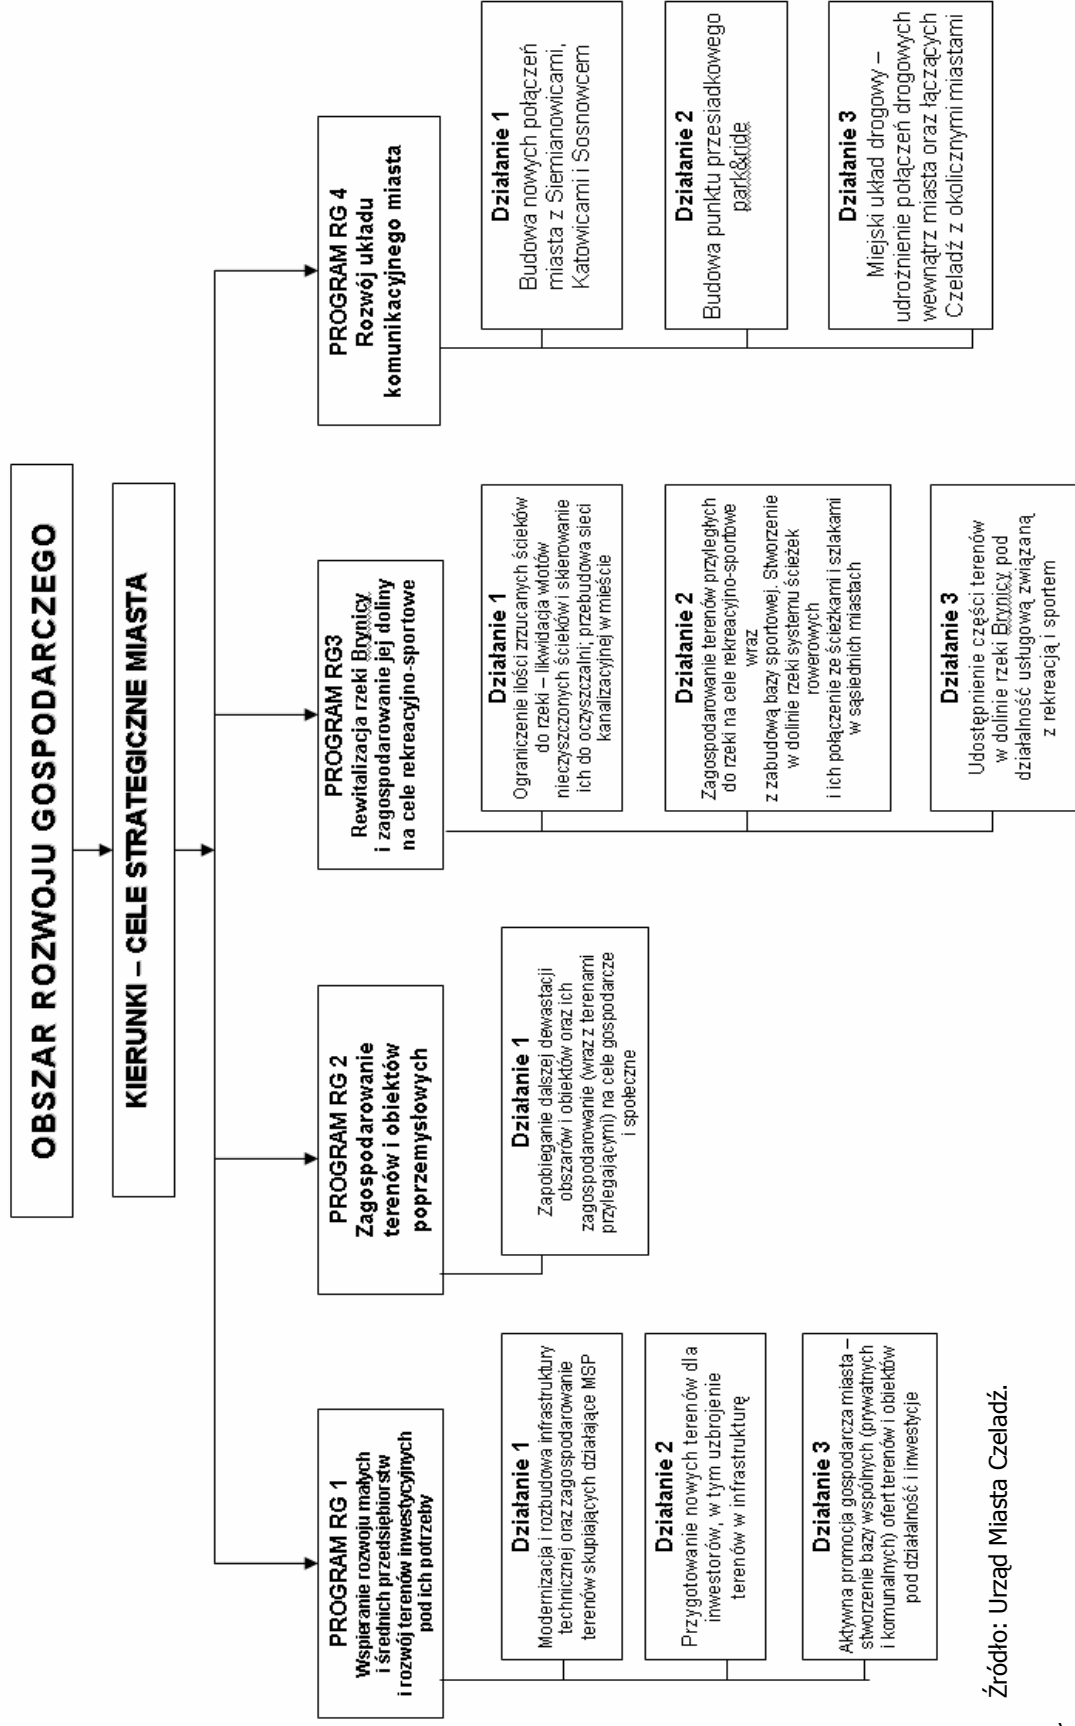 OBSZAR ROZWOJU GOSPODARCZEGO
KIERUNKI – CELE STRATEGICZNE MIASTA
PROGRAM RG 1
Wspieranie rozwoju małych
i średnich przedsiębiorstw
i rozwój terenów inwestycyjnych
pod ich potrzeby
Działanie 1
Modernizacja i rozbudowa infrastruktury
technicznej oraz zagospodarowanie
terenów skupiających działające MSP
Działanie 2
Przygotowanie nowych terenów dla
inwestorów, w tym uzbrojenie
terenów w infrastrukturę
Działanie 3
Aktywna promocja gospodarcza miasta –
stworzenie bazy wspólnych (prywatnych
i komunalnych) ofert terenów i obiektów
pod działalność i inwestycje
PROGRAM RG 2
Zagospodarowanie
terenów i obiektów
poprzemysłowych
Działanie 1
Zapobieganie dalszej dewastacji
obszarów i obiektów oraz ich
zagospodarowanie (wraz z terenami
przylegającymi) na cele gospodarcze
i społeczne
PROGRAM RG3
Rewitalizacja rzeki Brynicy
i zagospodarowanie jej doliny
na cele rekreacyjno-sportowe
Działanie 1
Ograniczenie ilości zrzucanych ścieków
do rzeki – likwidacja wlotów
nieczyszczonych ścieków i skierowanie
ich do oczyszczalni; przebudowa sieci
kanalizacyjnej w mieście
Działanie 2
Zagospodarowanie terenów przyległych
do rzeki na cele rekreacyjno-sportowe
wraz
z zabudową bazy sportowej. Stworzenie
w dolinie rzeki systemu ścieżek
rowerowych
i ich połączenie ze ścieżkami i szlakami
w sąsiednich miastach
Działanie 3
Udostępnienie części terenów
w dolinie rzeki Brynicy pod
działalność usługową związaną
z rekreacją i sportem
PROGRAM RG 4
Rozwój układu
komunikacyjnego miasta
Działanie 1
Budowa nowych połączeń
miasta z Siemianowicami,
Katowicami i Sosnowcem
Działanie 2
Budowa punktu przesiadkowego
park&ride
Działanie 3
Miejski układ drogowy –
udrożnienie połączeń drogowych
wewnątrz miasta oraz łączących
Czeladź z okolicznymi miastami
Źródło: Urząd Miasta Czeladź.